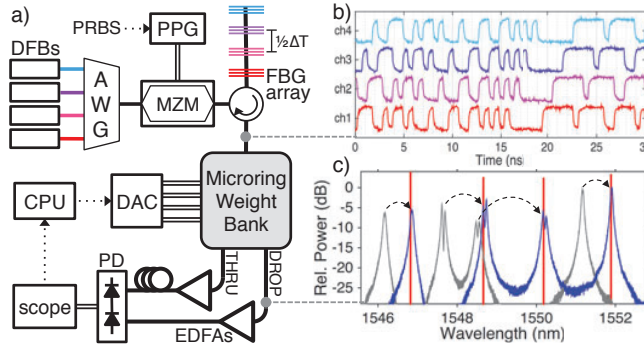 a)
PRBS
PPG
DFBs
A
W
G
MZM
½ΔT
FBG
array
CPU
DAC
Microring
Weight
Bank
PD
THRU
DROP
scope
EDFAs
b)
ch4
ch3
ch2
ch1
0 5 10 15 20 25 30
Time (ns)
c)
Rel. Power (dB)
0
-5
-10
-15
-20
-25
1546 1548 1550 1552
Wavelength (nm)